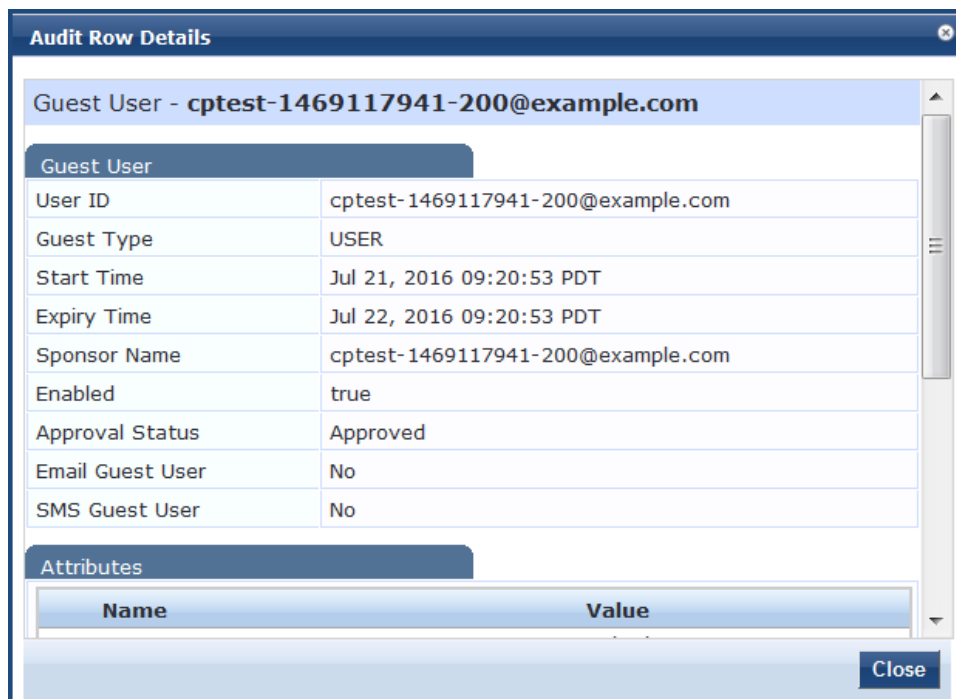 Audit Row Details
Guest User - cptest-1469117941-200@example.com
Guest User
User ID cptest-1469117941-200@example.com
Guest Type USER
Start Time Jul 21, 2016 09:20:53 PDT
Expiry Time Jul 22, 2016 09:20:53 PDT
Sponsor Name cptest-1469117941-200@example.com
Enabled true
Approval Status Approved
Email Guest User No
SMS Guest User No
Attributes
Name Value
Close